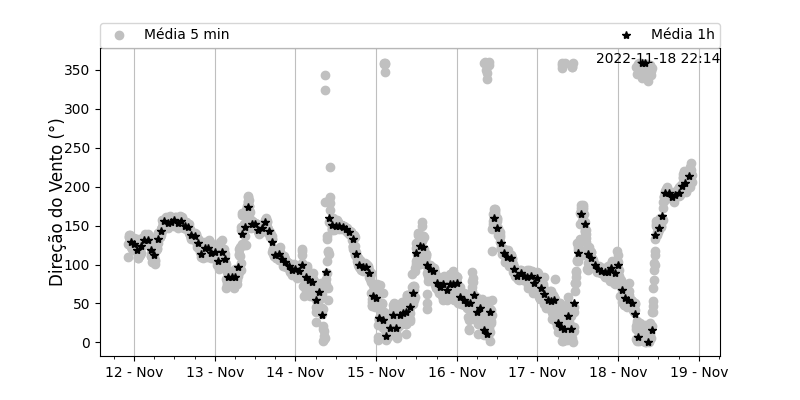 Média 5 min
Média 1h
2022-11-18 22:14
Direção do Vento (°)
350
300
250
200
150
100
50
0
12 - Nov
13 - Nov
14 - Nov
15 - Nov
16 - Nov
17 - Nov
18 - Nov
19 - Nov